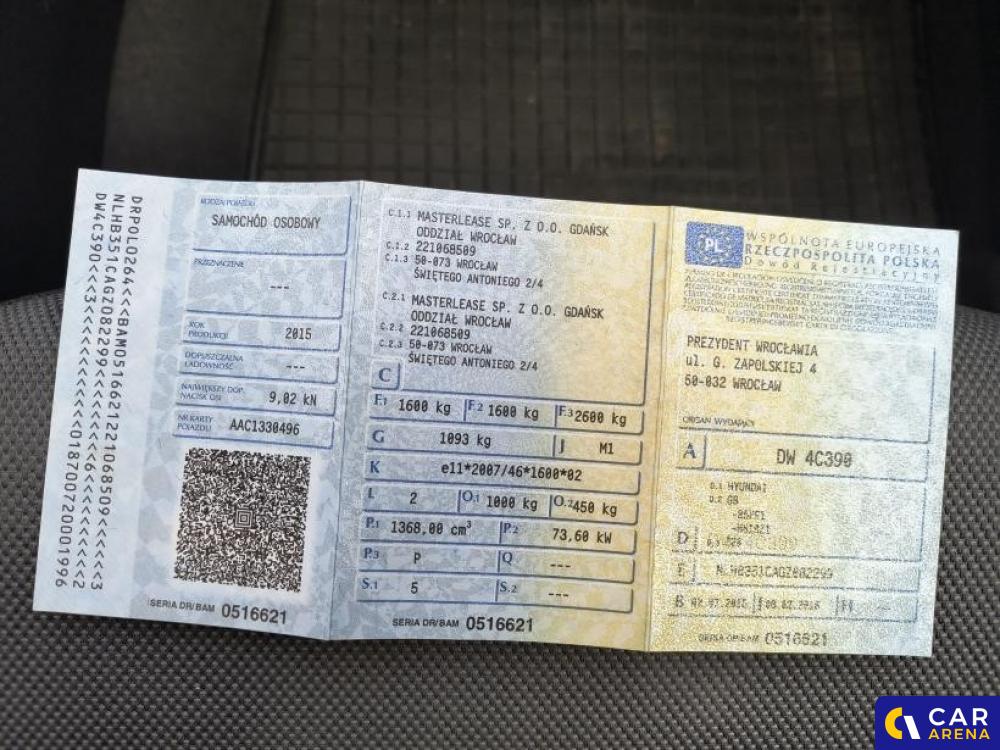 DRPOL0264<<BAM0516621221068509<<<<<<<3
RODZAJ POJAZDU
SAMOCHÓD OSOBOWY
PRZEZNACZENIE
---
ROK PRODUKCJI 2015
DOPUSZCZALNA ŁADOWNOŚĆ ---
NAJWIĘKSZY DOP. NACISK OSI 9,02 kN
NR KARTY POJAZDU AAC1330496
SERIA DR/BAM 0516621
C.1.1 MASTERLEASE SP. Z O.O. GDAŃSK
ODDZIAŁ WROCŁAW
C.1.2 221068509
C.1.3 50-073 WROCŁAW
ŚWIĘTEGO ANTONIEGO 2/4
C.2.1 MASTERLEASE SP. Z O.O. GDAŃSK
ODDZIAŁ WROCŁAW
C.2.2 221068509
C.2.3 50-073 WROCŁAW
ŚWIĘTEGO ANTONIEGO 2/4
C
F.1 1600 kg F.2 1600 kg F.3 2600 kg
G 1093 kg J M1
K e11*2007/46*1600*02
L 2 O.1 1000 kg O.2 450 kg
P.1 1368,00 cm³ P.2 73,60 kW
P.3 P Q ---
S.1 5 S.2 ---
SERIA DR/BAM 0516621
PL WSPÓLNOTA EUROPEJSKA
RZECZPOSPOLITA POLSKA
Dowód Rejestracyjny
PREZYDENT WROCŁAWIA
ul. G. ZAPOLSKIEJ 4
50-032 WROCŁAW
ORGAN WYDAJĄCY
A DW 4C390
D.1 HYUNDAI
D.2 GB
D
E
B H
SERIA DR/BAM 0516621
CAR
ARENA